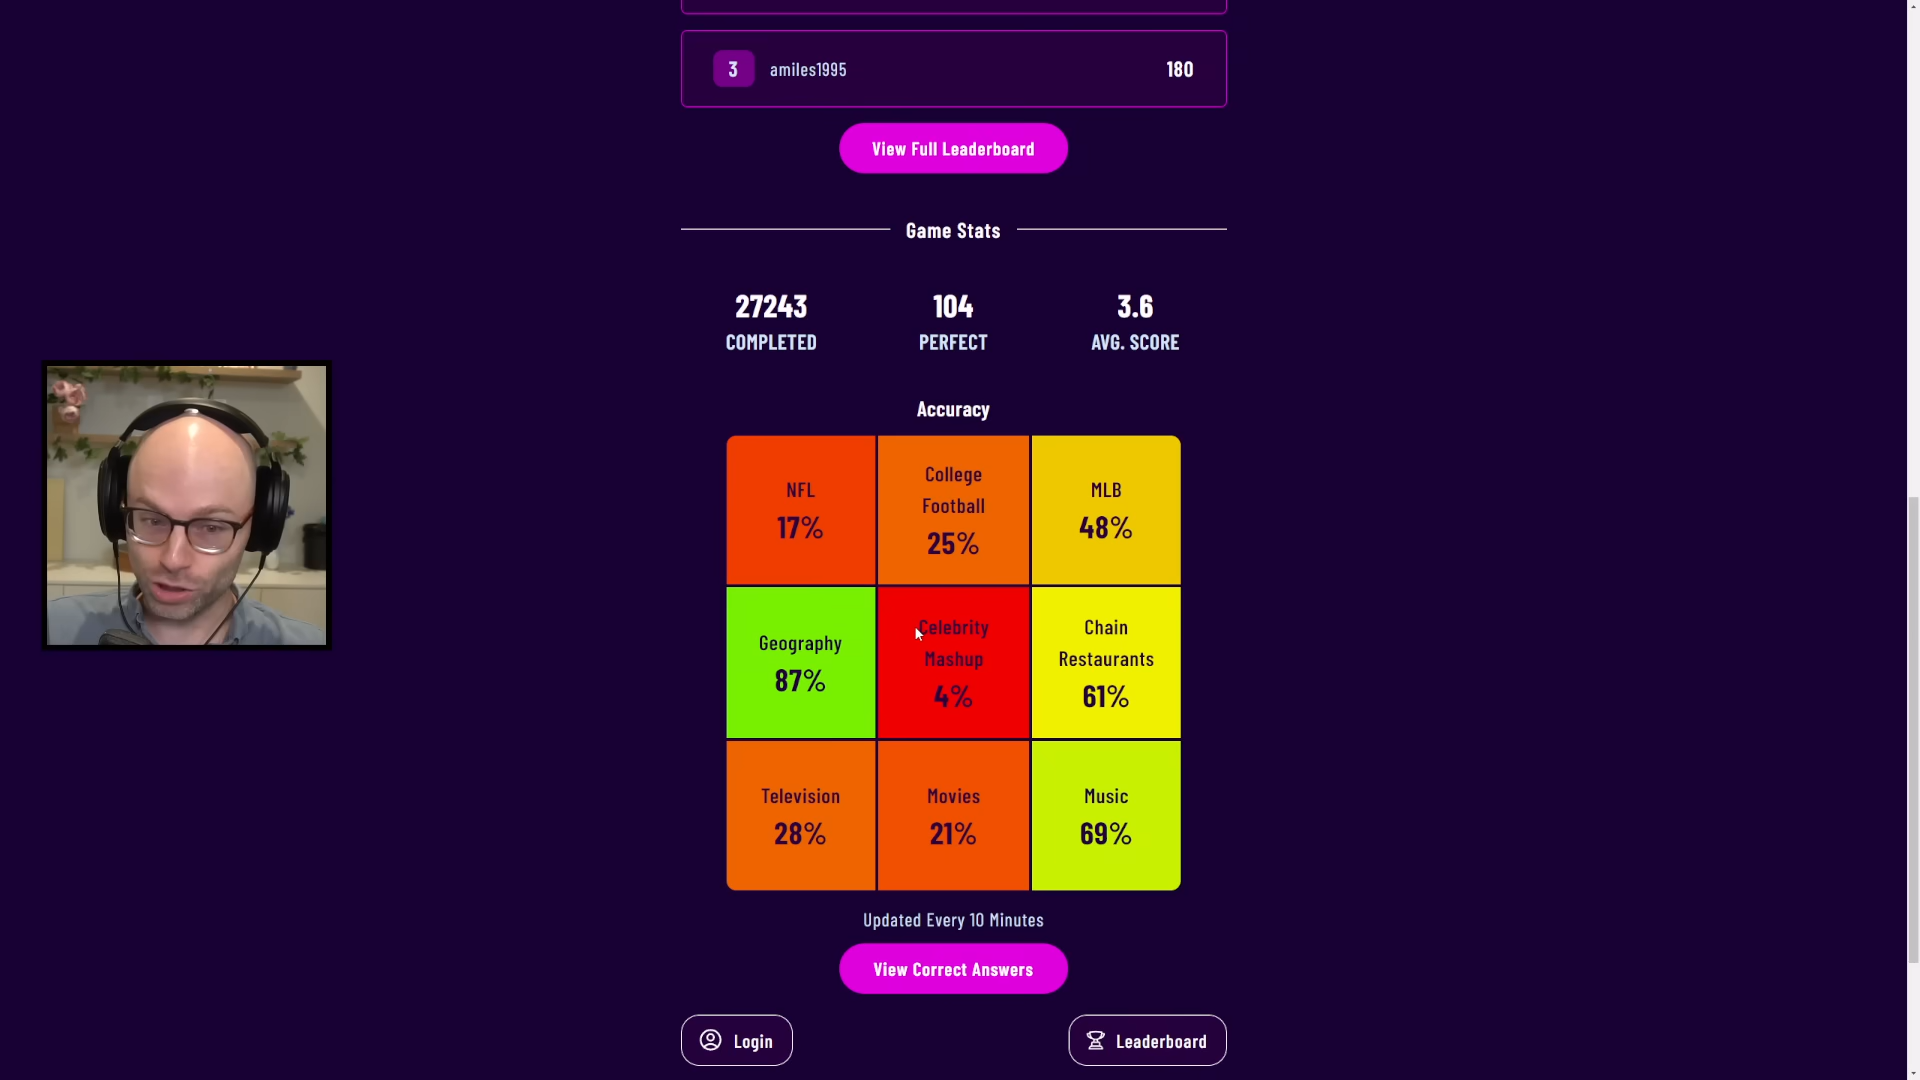 3 amiles1995 180
View Full Leaderboard
Game Stats
27243 104 3.6
COMPLETED PERFECT AVG. SCORE
Accuracy
NFL
17%
College
Football
25%
MLB
48%
Geography
87%
Celebrity
Mashup
4%
Chain
Restaurants
61%
Television
28%
Movies
21%
Music
69%
Updated Every 10 Minutes
View Correct Answers
Login Leaderboard